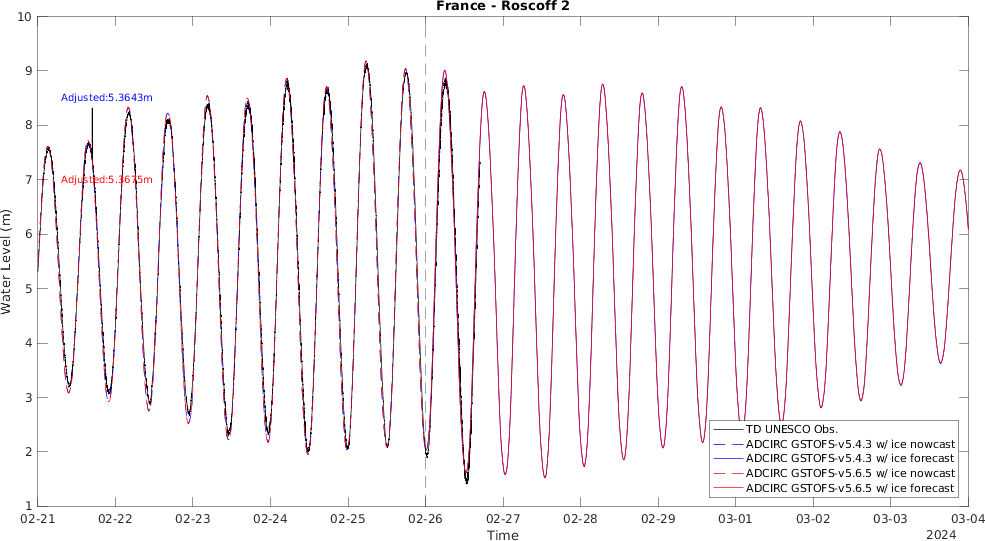 France - Roscoff 2
10
9
8
7
6
5
4
3
2
1
Water Level (m)
Adjusted:5.3643m
Adjusted:5.3675m
TD UNESCO Obs.
ADCIRC GSTOFS-v5.4.3 w/ ice nowcast
ADCIRC GSTOFS-v5.4.3 w/ ice forecast
ADCIRC GSTOFS-v5.6.5 w/ ice nowcast
ADCIRC GSTOFS-v5.6.5 w/ ice forecast
02-21 02-22 02-23 02-24 02-25 02-26 02-27 02-28 02-29 03-01 03-02 03-03 03-04
Time
2024